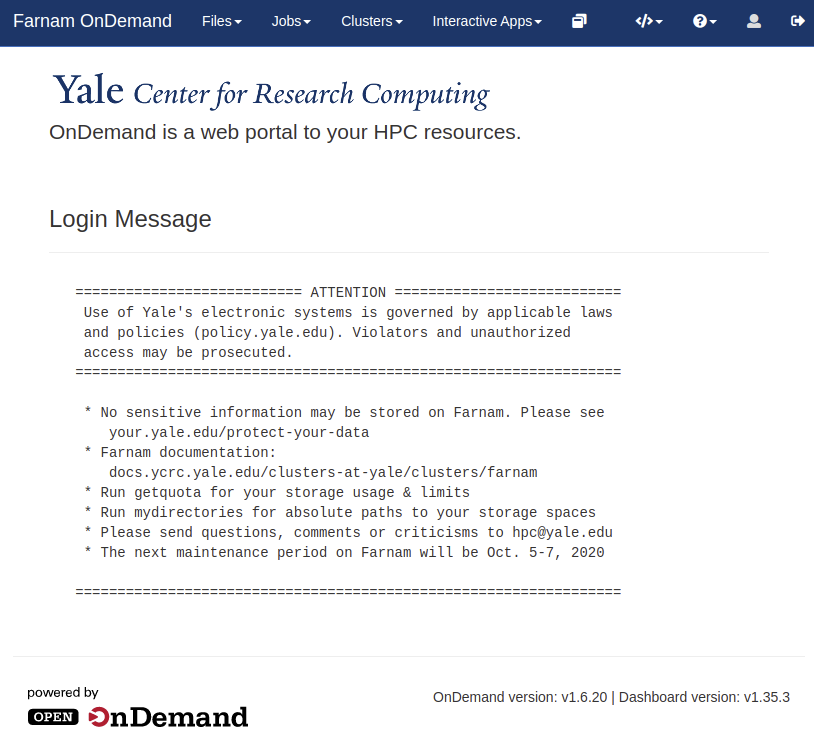 Farnam OnDemand Files Jobs Clusters Interactive Apps
Yale Center for Research Computing
OnDemand is a web portal to your HPC resources.
Login Message
=========================== ATTENTION ===========================
Use of Yale's electronic systems is governed by applicable laws
and policies (policy.yale.edu). Violators and unauthorized
access may be prosecuted.
=================================================================
* No sensitive information may be stored on Farnam. Please see
your.yale.edu/protect-your-data
* Farnam documentation:
docs.ycrc.yale.edu/clusters-at-yale/clusters/farnam
* Run getquota for your storage usage & limits
* Run mydirectories for absolute paths to your storage spaces
* Please send questions, comments or criticisms to hpc@yale.edu
* The next maintenance period on Farnam will be Oct. 5-7, 2020
=================================================================
powered by
OPEN OnDemand
OnDemand version: v1.6.20 | Dashboard version: v1.35.3